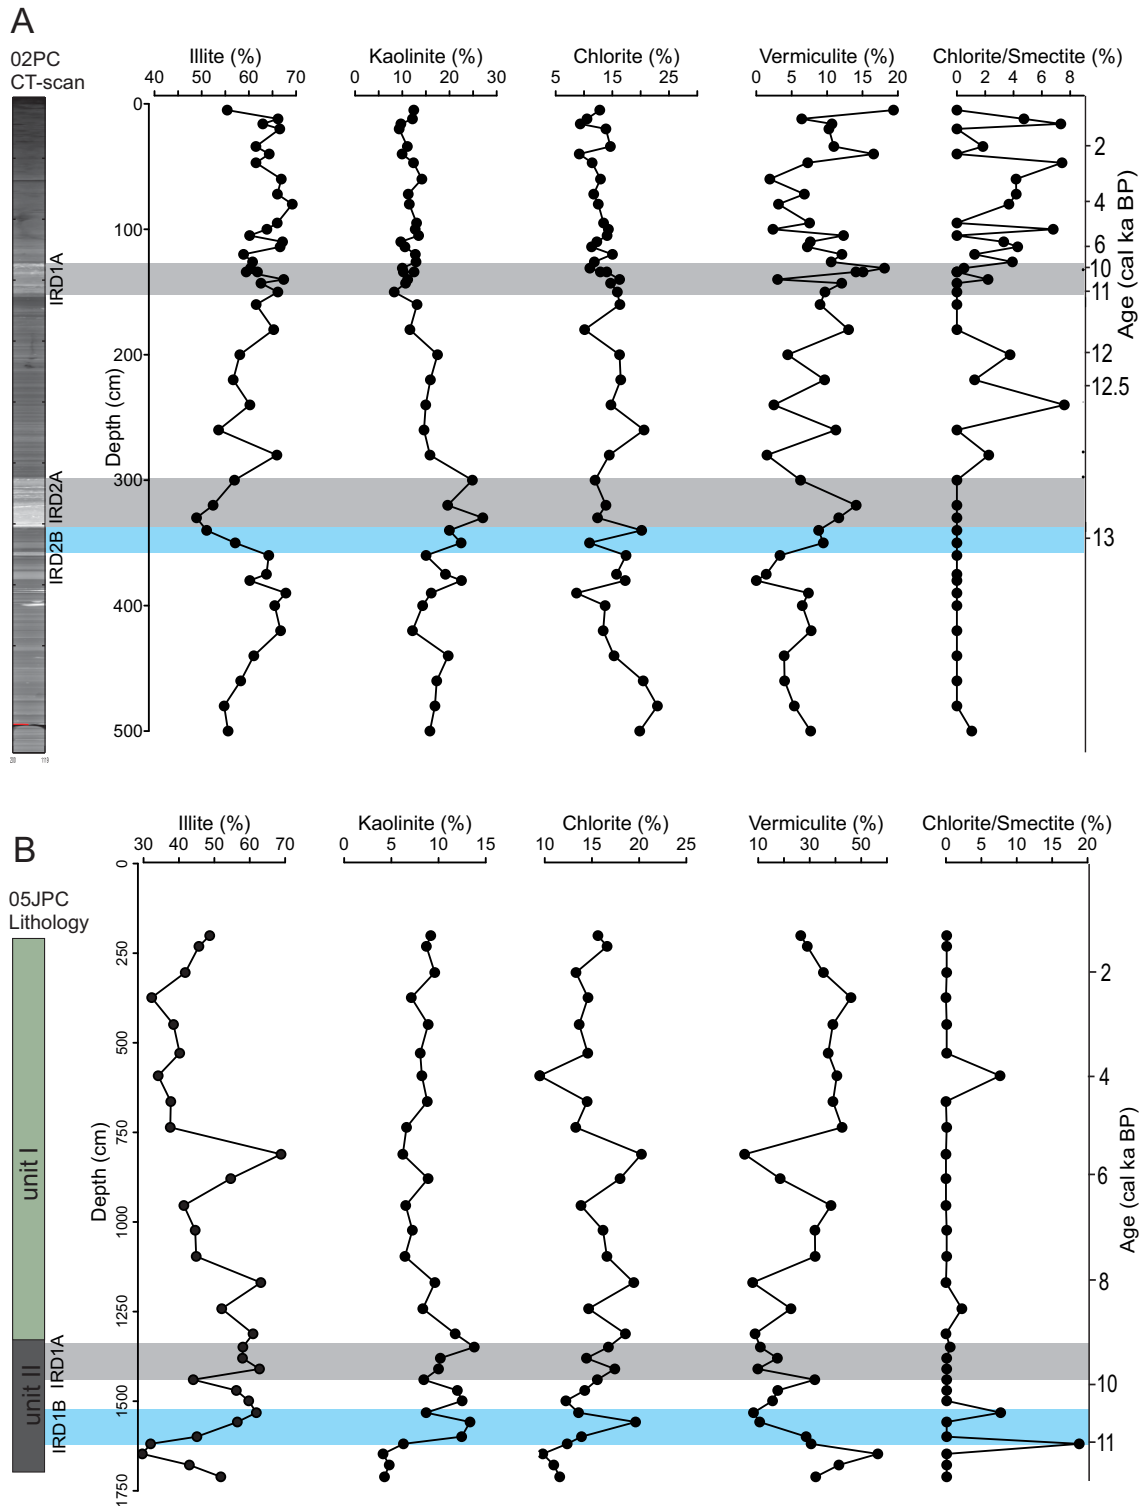 A
02PC
CT-scan
Illite (%)
Kaolinite (%)
Chlorite (%)
Vermiculite (%)
Chlorite/Smectite (%)
40 50 60 70
0 10 20 30
5 15 25
0 5 10 15 20
0 2 4 6 8
Depth (cm)
0
100
200
300
400
500
IRD1A
IRD2A
IRD2B
Age (cal ka BP)
2
4
6
10
11
12
12.5
13
B
05JPC
Lithology
Illite (%)
Kaolinite (%)
Chlorite (%)
Vermiculite (%)
Chlorite/Smectite (%)
30 40 50 60 70
0 5 10 15
10 15 20 25
10 30 50
0 5 10 15 20
Depth (cm)
0
250
500
750
1000
1250
1500
1750
unit I
unit II
IRD1A
IRD1B
Age (cal ka BP)
2
4
6
8
10
11